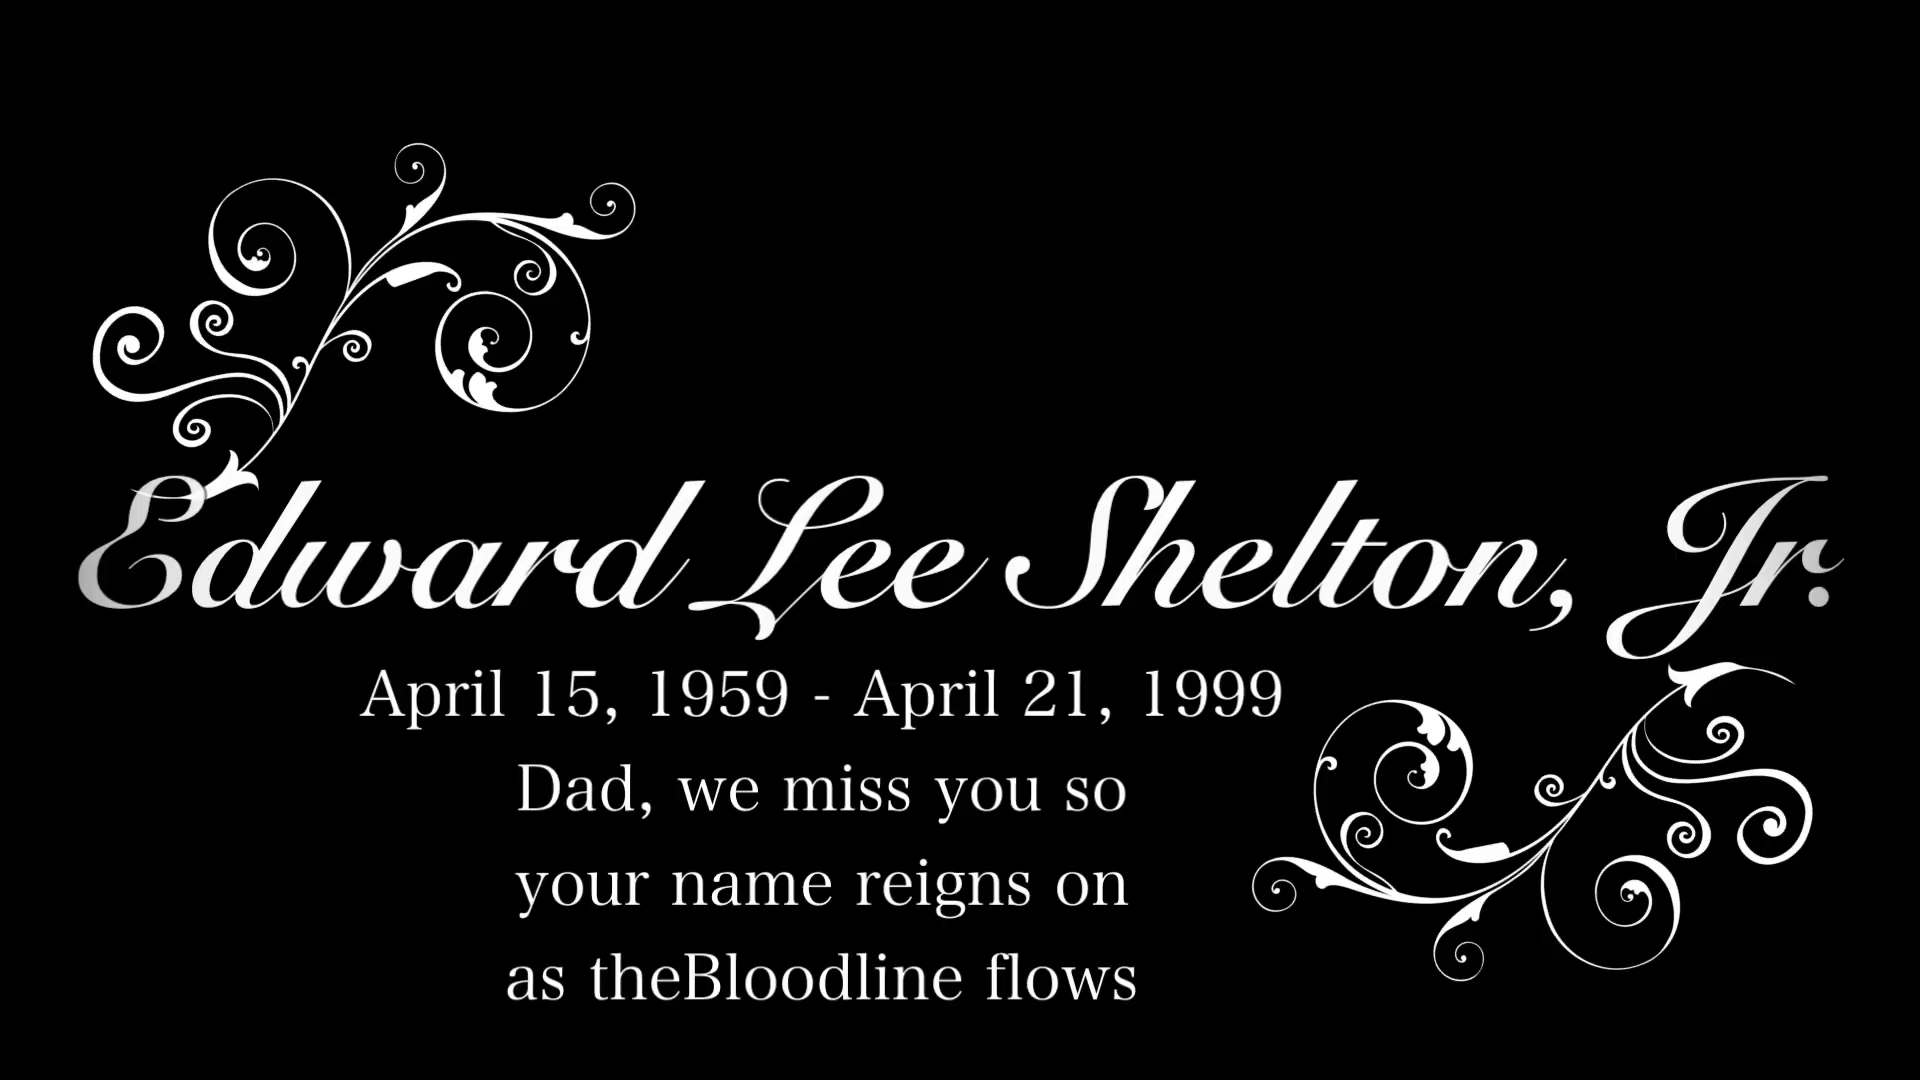 Edward Lee Shelton, Jr.
April 15, 1959 - April 21, 1999
Dad, we miss you so
your name reigns on
as theBloodline flows